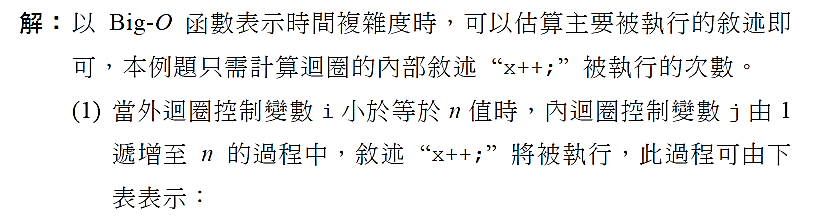 解：以 Big-O 函數表示時間複雜度時，可以估算主要被執行的敘述即
可，本例題只需計算迴圈的內部敘述“x++;”被執行的次數。
(1) 當外迴圈控制變數 i 小於等於 n 值時，內迴圈控制變數 j 由 1
遞增至 n 的過程中，敘述“x++;”將被執行，此過程可由下
表表示：